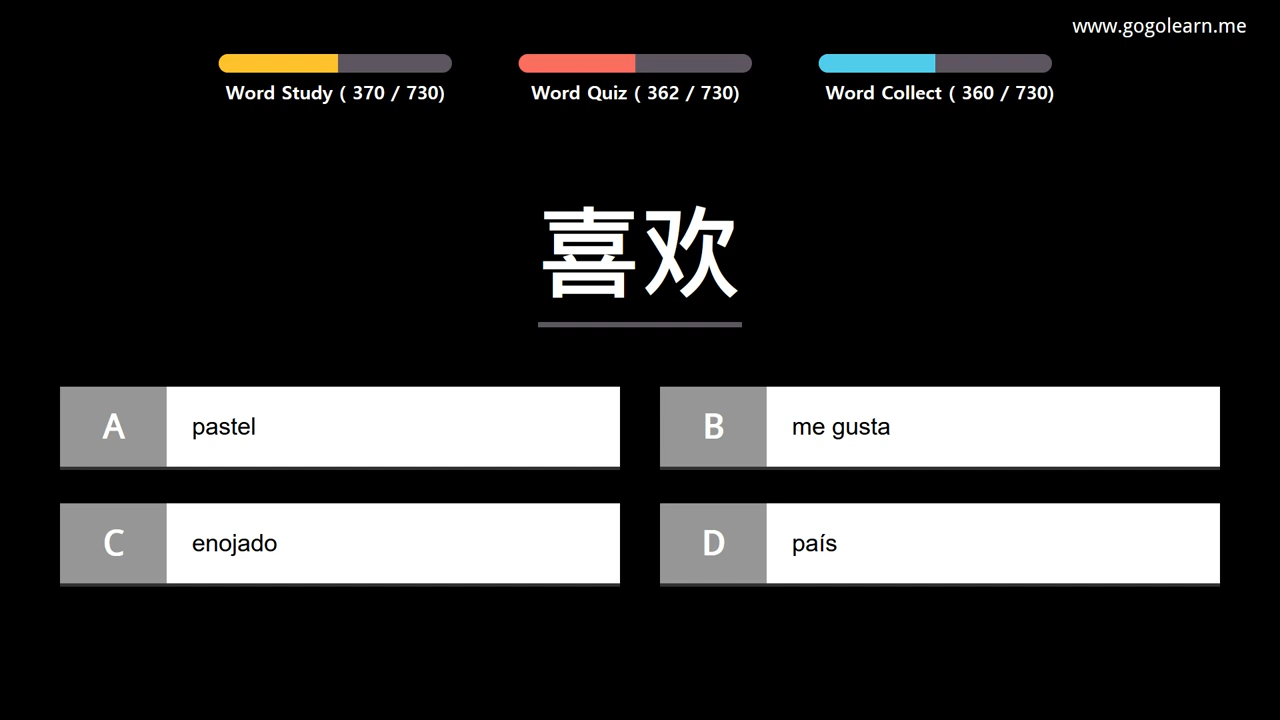 www.gogolearn.me
Word Study ( 370 / 730)
Word Quiz ( 362 / 730)
Word Collect ( 360 / 730)
喜欢
A pastel
B me gusta
C enojado
D país